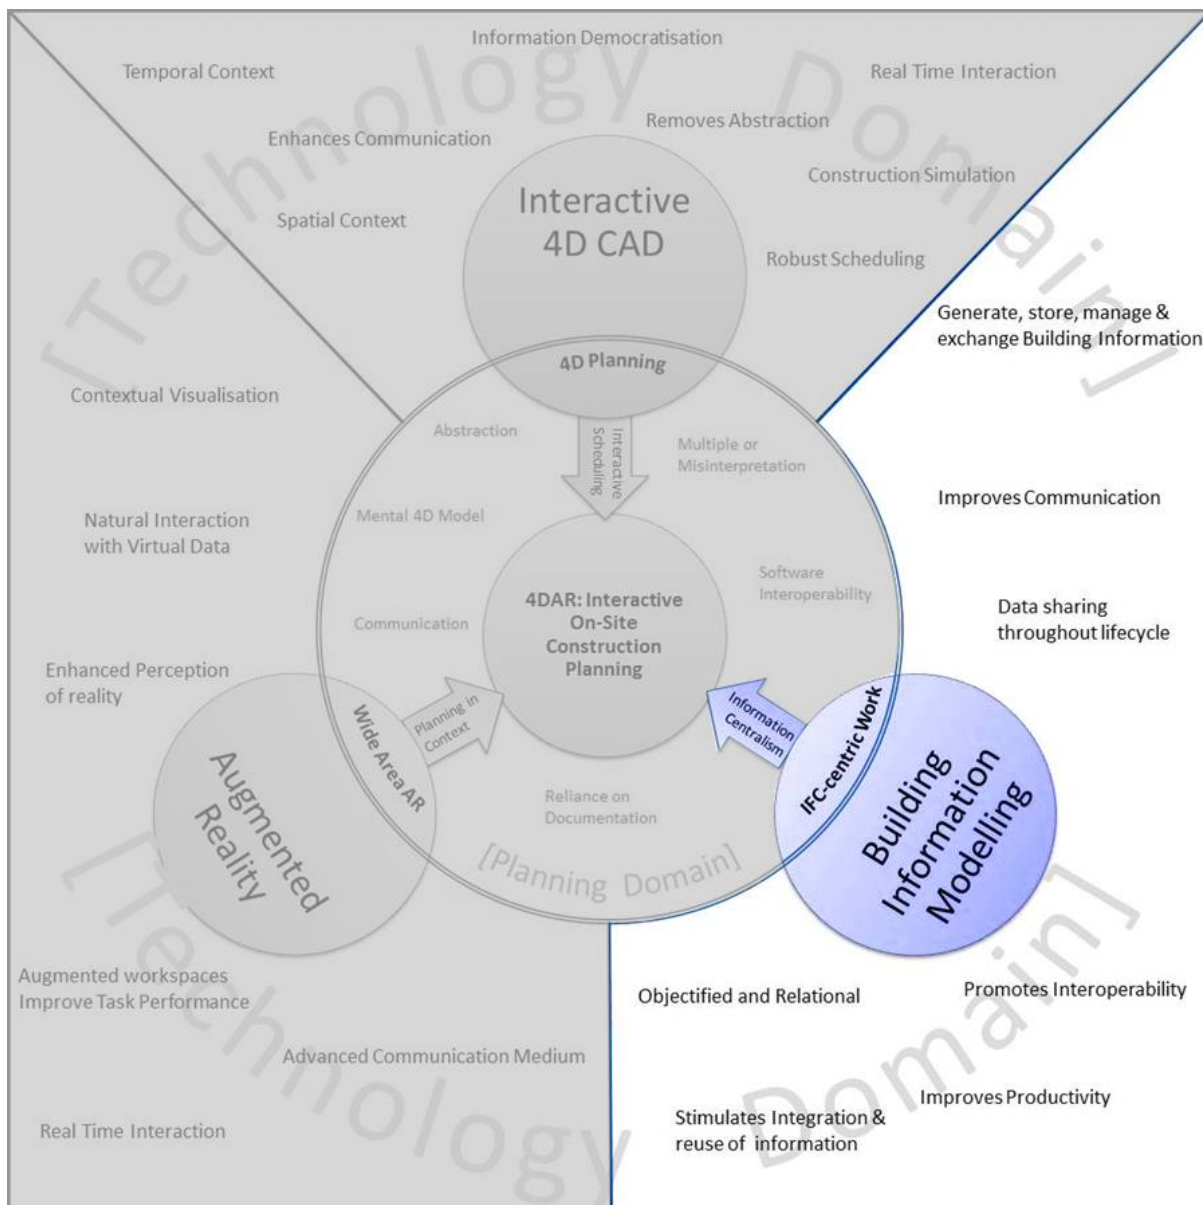 Information Democratisation
Temporal Context
Real Time Interaction
Removes Abstraction
Enhances Communication
Construction Simulation
Spatial Context
Interactive
4D CAD
Robust Scheduling
[Technology Domain]
Generate, store, manage &
exchange Building Information
4D Planning
Contextual Visualisation
Abstraction
Interactive
Scheduling
Multiple or
Misinterpretation
Improves Communication
Natural Interaction
with Virtual Data
Mental 4D Model
Software
Interoperability
4DAR: Interactive
On-Site
Construction
Planning
Communication
Data sharing
throughout lifecycle
Enhanced Perception
of reality
Wide Area AR
Planning in
Context
Information
Centralism
IFC-centric Work
Augmented
Reality
Building
Information
Modelling
Reliance on
Documentation
[Planning Domain]
Augmented workspaces
Improve Task Performance
Objectified and Relational
Promotes Interoperability
Advanced Communication Medium
Improves Productivity
Real Time Interaction
Stimulates Integration &
reuse of information
[Technology Domain]